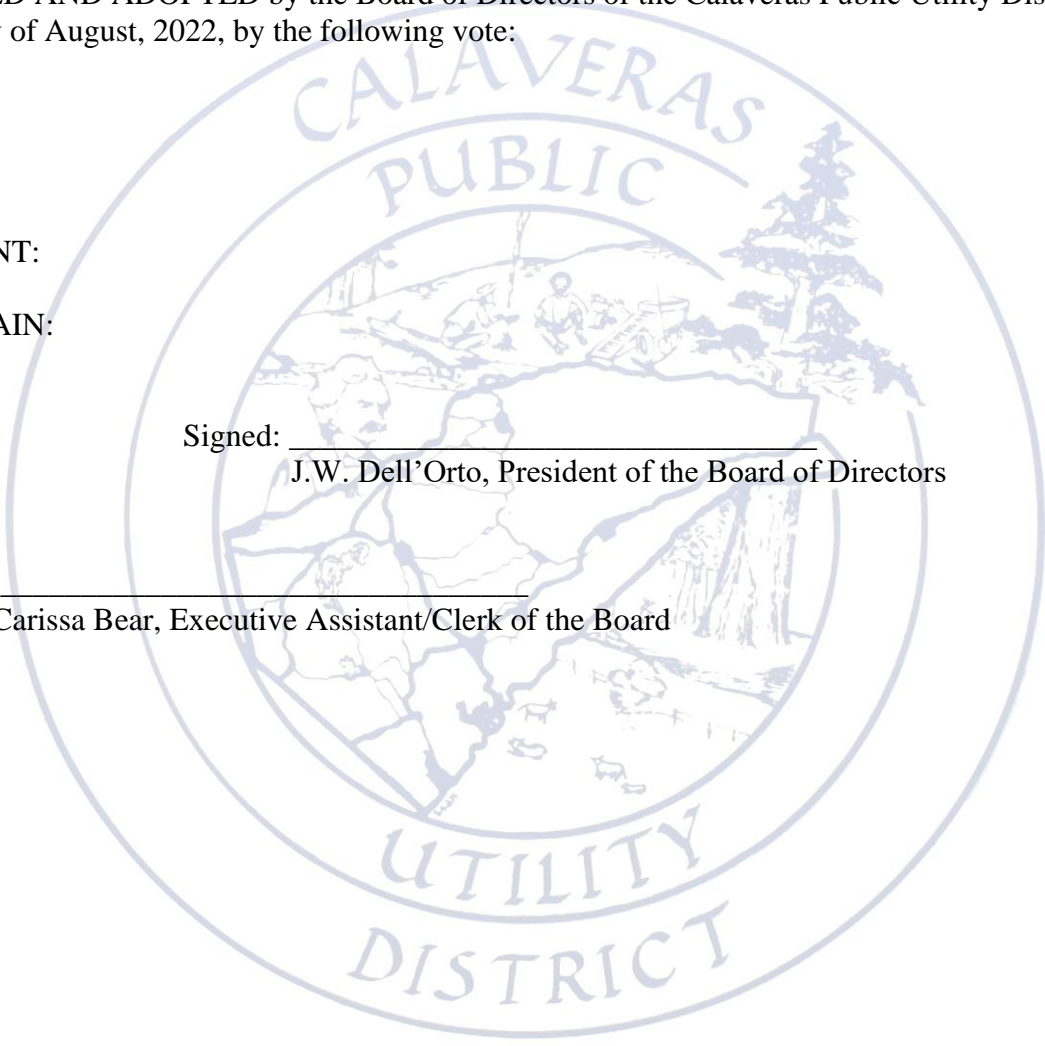 ED AND ADOPTED by the Board of Directors of the Calaveras Public Utility Dis
of August, 2022, by the following vote:
CALAVERAS
PUBLIC
NT:
AIN:
Signed: ___________________________________
J.W. Dell’Orto, President of the Board of Directors
___________________________________
Carissa Bear, Executive Assistant/Clerk of the Board
UTILITY
DISTRICT